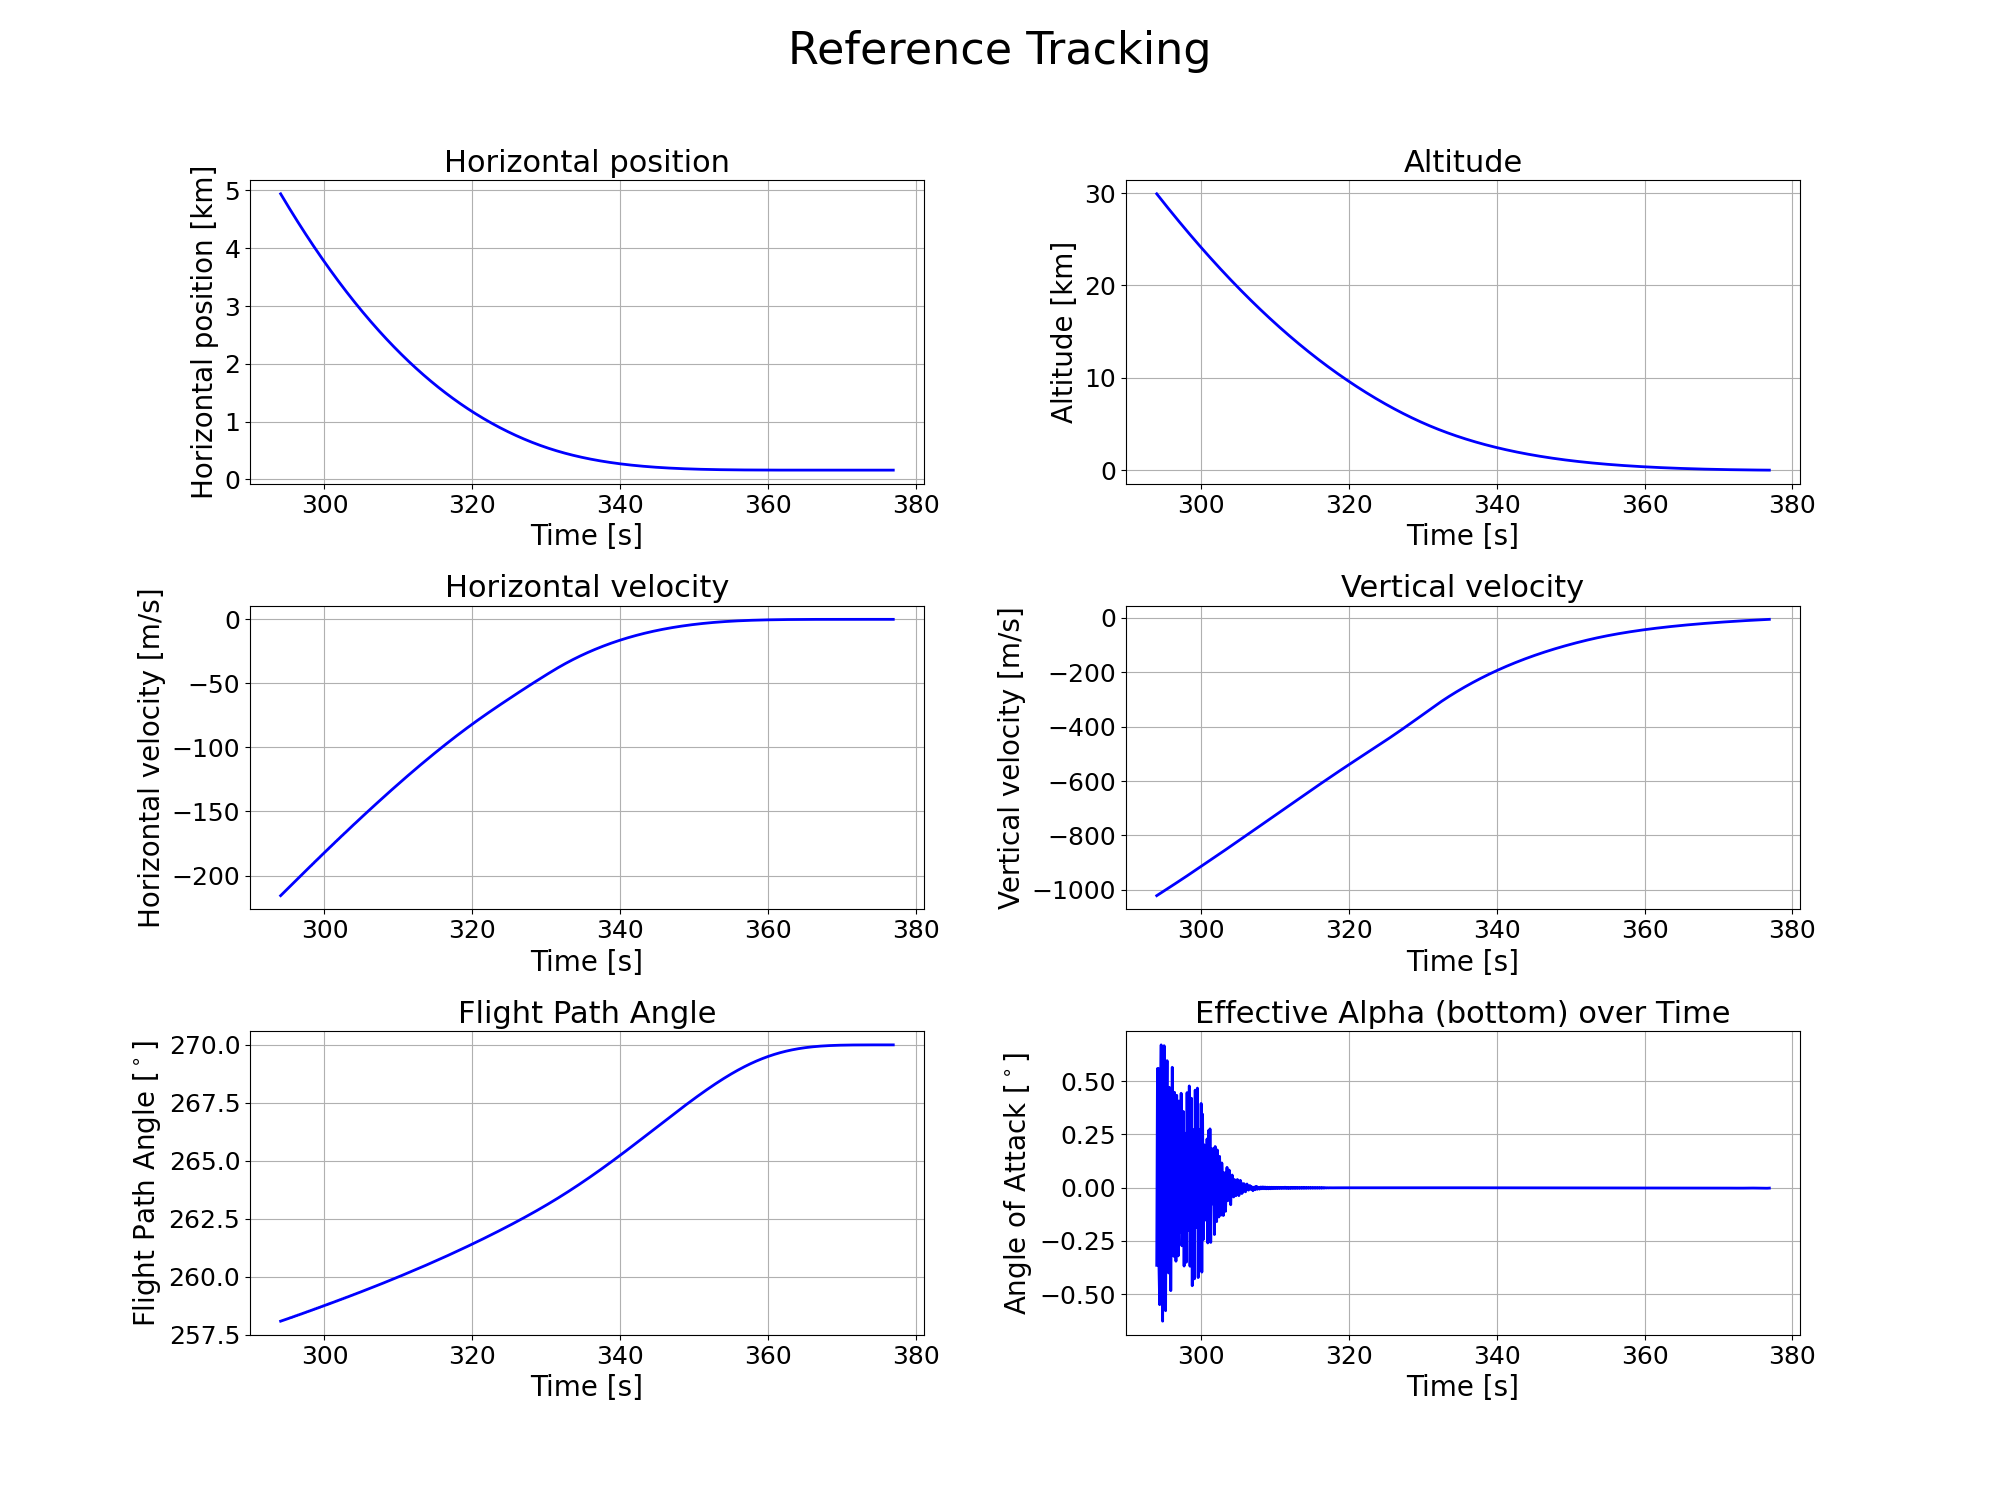 Reference Tracking
Horizontal position
Horizontal position [km]
5
4
3
2
1
0
300 320 340 360 380
Time [s]
Altitude
Altitude [km]
30
20
10
0
300 320 340 360 380
Time [s]
Horizontal velocity
Horizontal velocity [m/s]
0
−50
−100
−150
−200
300 320 340 360 380
Time [s]
Vertical velocity
Vertical velocity [m/s]
0
−200
−400
−600
−800
−1000
300 320 340 360 380
Time [s]
Flight Path Angle
Flight Path Angle [°]
270.0
267.5
265.0
262.5
260.0
257.5
300 320 340 360 380
Time [s]
Effective Alpha (bottom) over Time
Angle of Attack [°]
0.50
0.25
0.00
−0.25
−0.50
300 320 340 360 380
Time [s]